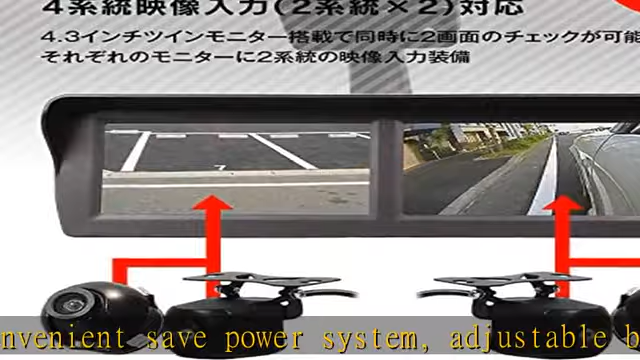 4系統映像入力(2系統×2)対応
4.3インチツインモニター搭載で同時に2画面のチェックが可能
それぞれのモニターに2系統の映像入力装備
nvenient save power system, adjustable b